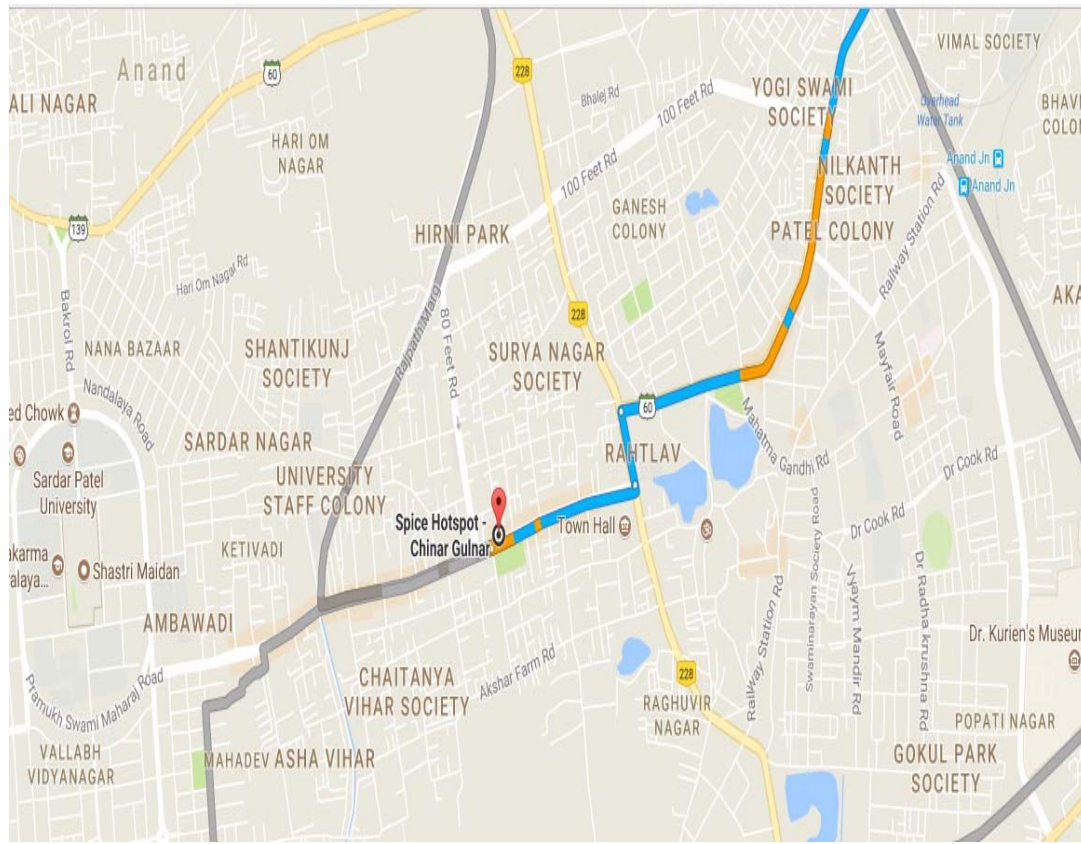 Anand
60
228
VIMAL SOCIETY
ALI NAGAR
HARI OM
NAGAR
Bhalej Rd
100 Feet Rd
YOGI SWAMI
SOCIETY
Overhead
Water Tank
BHAVI
COLON
Anand Jn
Anand Jn
139
100 Feet Rd
NILKANTH
SOCIETY
GANESH
COLONY
HIRNI PARK
PATEL COLONY
Railway Station Rd
Hari Om Nagar Rd
Bakrol Rd
Rajpath Marg
80 Feet Rd
228
AKA
NANA BAZAAR
SHANTIKUNJ
SOCIETY
SURYA NAGAR
SOCIETY
Mayfair Road
Nandalaya Road
60
ed Chowk
Mahatma Gandhi Rd
SARDAR NAGAR
RAHTLAV
Dr Cook Rd
Sardar Patel
University
UNIVERSITY
STAFF COLONY
Spice Hotspot -
Chinar Gulnar
Town Hall
Dr Cook Rd
akarma
alaya...
Shastri Maidan
KETIVADI
Swaminarayan Society Road
Vyaym Mandir Rd
Dr Radha krushna Rd
AMBAWADI
Dr. Kurien's Museum
Railway Station Rd
CHAITANYA
VIHAR SOCIETY
Akshar Farm Rd
228
Pramukh Swami Maharaj Road
RAGHUVIR
NAGAR
POPATI NAGAR
VALLABH
VIDYANAGAR
MAHADEV
ASHA VIHAR
GOKUL PARK
SOCIETY